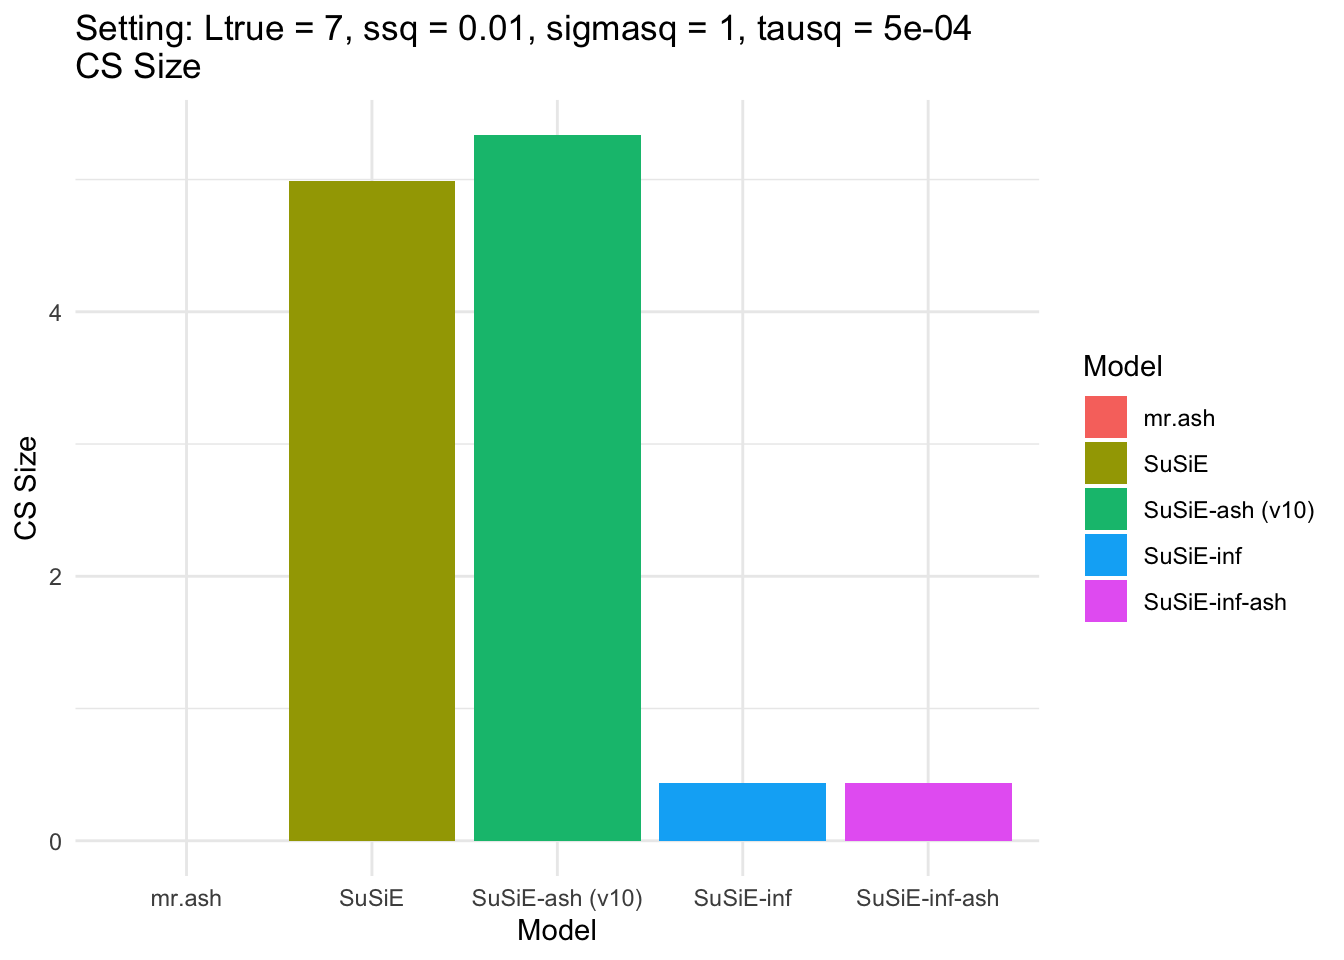 Setting: Ltrue = 7, ssq = 0.01, sigmasq = 1, tausq = 5e-04
CS Size
CS Size
4
2
0
mr.ash
SuSiE
SuSiE-ash (v10)
SuSiE-inf
SuSiE-inf-ash
Model
Model
mr.ash
SuSiE
SuSiE-ash (v10)
SuSiE-inf
SuSiE-inf-ash